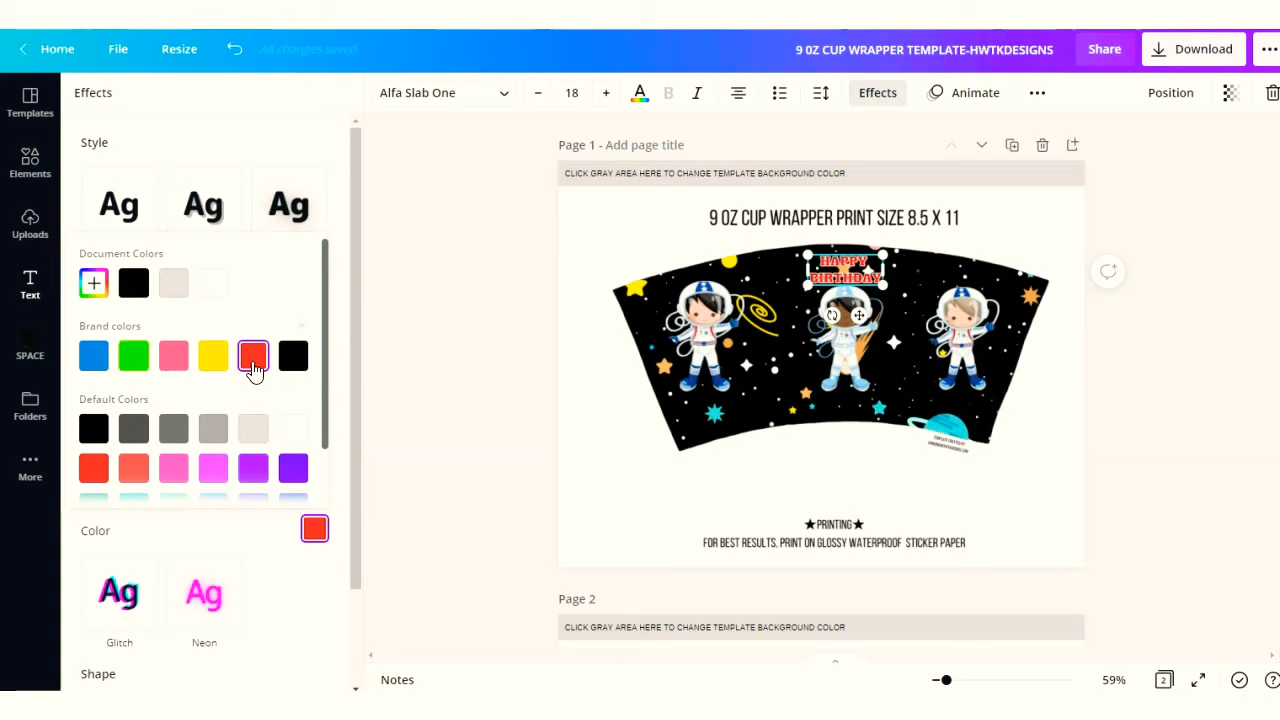 Home File Resize All changes saved 9 OZ CUP WRAPPER TEMPLATE-HWTKDESIGNS Share Download
Templates
Elements
Uploads
Text
SPACE
Folders
More
Effects
Style
Ag Ag Ag
Document Colors
Brand colors
Default Colors
Color
Ag Ag
Glitch Neon
Shape
Alfa Slab One 18 A B I Effects Animate Position
Page 1 - Add page title
CLICK GRAY AREA HERE TO CHANGE TEMPLATE BACKGROUND COLOR
9 OZ CUP WRAPPER PRINT SIZE 8.5 X 11
HAPPY
BIRTHDAY
★PRINTING★
FOR BEST RESULTS, PRINT ON GLOSSY WATERPROOF STICKER PAPER
Page 2
CLICK GRAY AREA HERE TO CHANGE TEMPLATE BACKGROUND COLOR
Notes 59% 2